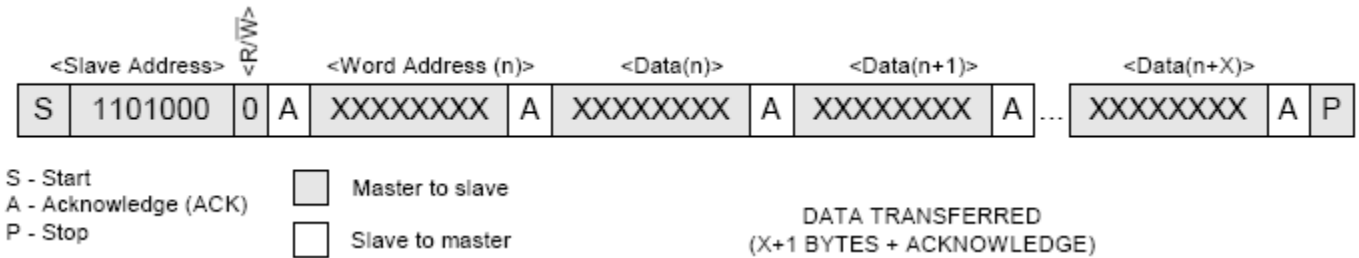 <Slave Address> <R/W> <Word Address (n)> <Data(n)> <Data(n+1)> <Data(n+X)>
S 1101000 0 A XXXXXXXX A XXXXXXXX A XXXXXXXX A ... XXXXXXXX A P
S - Start
A - Acknowledge (ACK)
P - Stop
Master to slave
Slave to master
DATA TRANSFERRED
(X+1 BYTES + ACKNOWLEDGE)